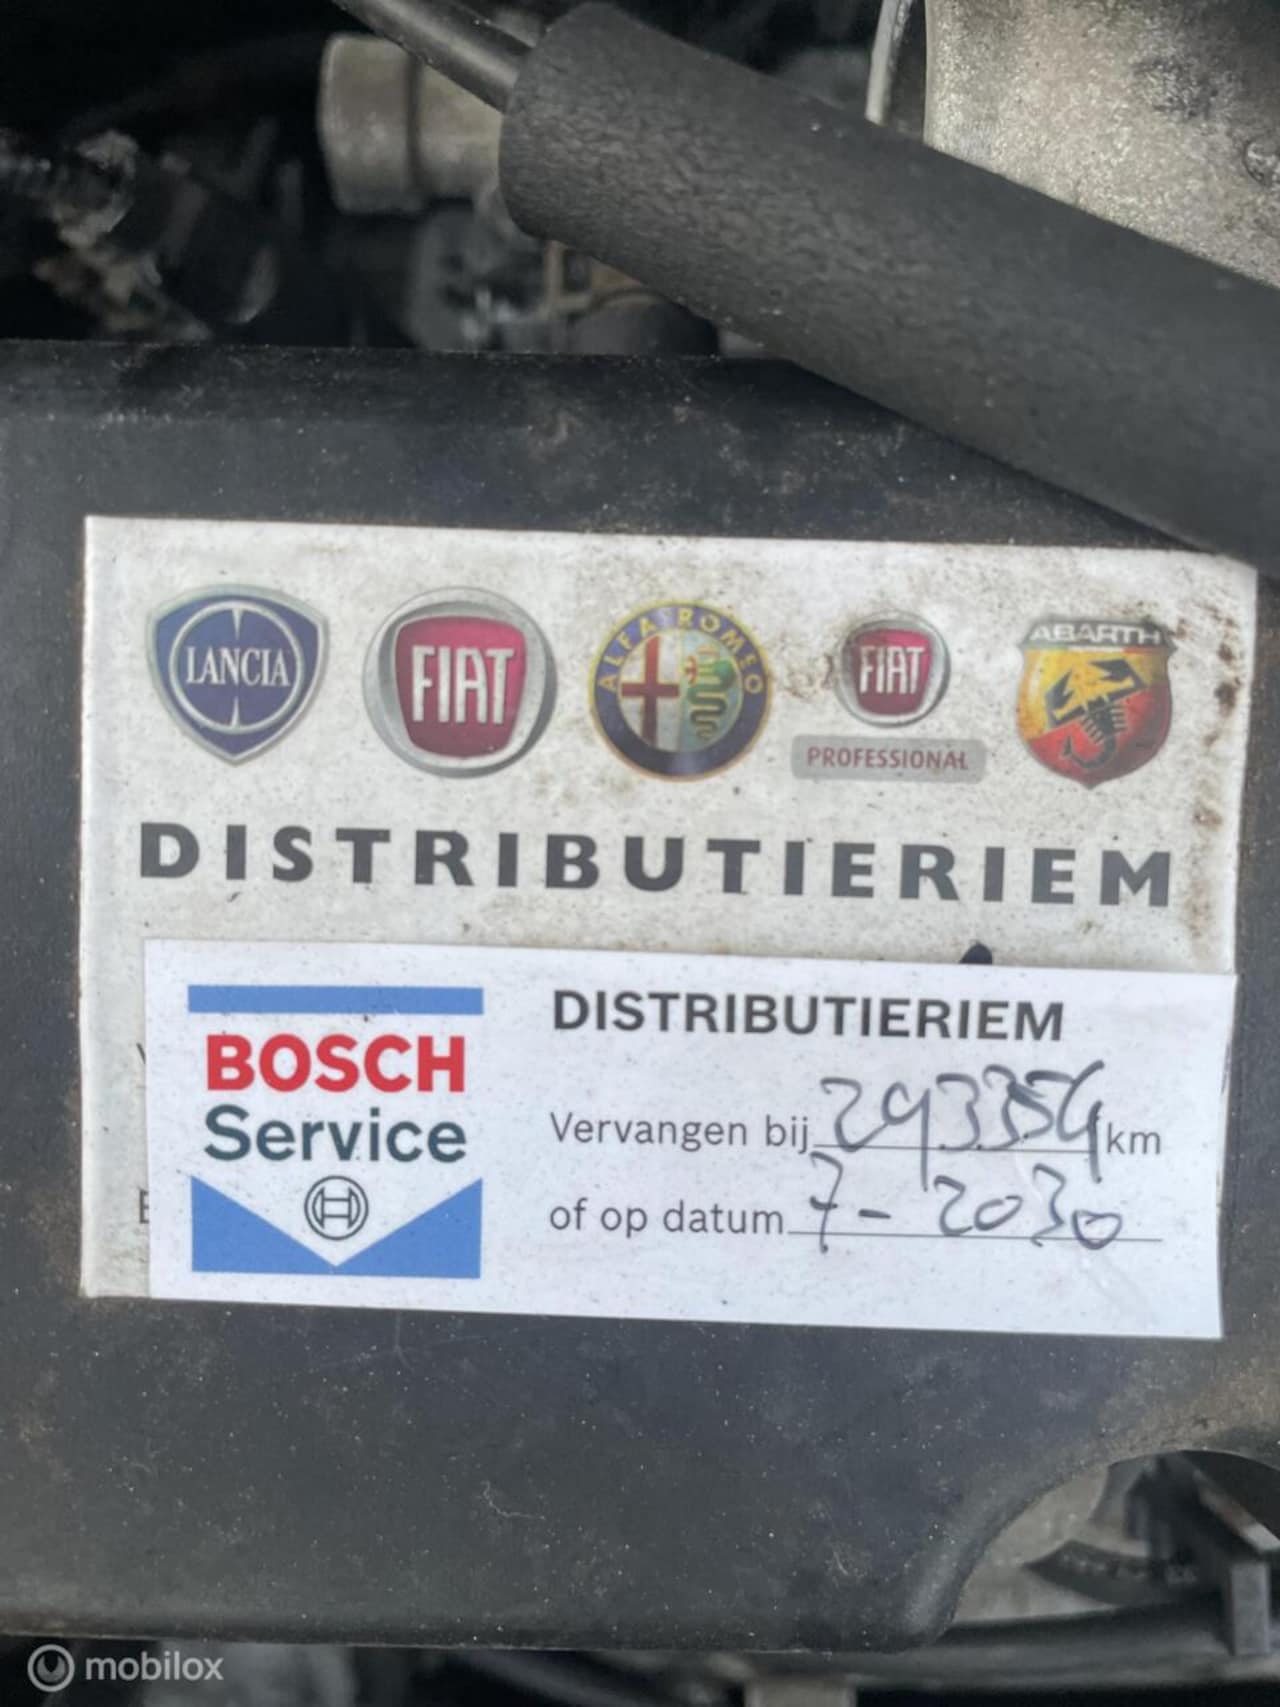 LANCIA
FIAT
ALFA ROMEO
FIAT
PROFESSIONAL
ABARTH
DISTRIBUTIERIEM
BOSCH
Service
DISTRIBUTIERIEM
Vervangen bij 293354 km
of op datum 7-2030
mobilox